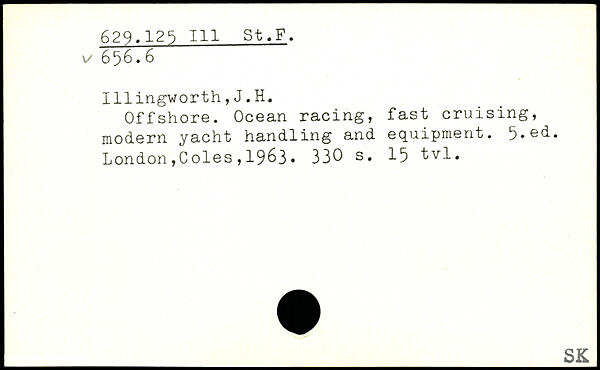 629.125 Ill St.F.
✓ 656.6
Illingworth,J.H.
Offshore. Ocean racing, fast cruising,
modern yacht handling and equipment. 5.ed.
London,Coles,1963. 330 s. 15 tvl.
SK